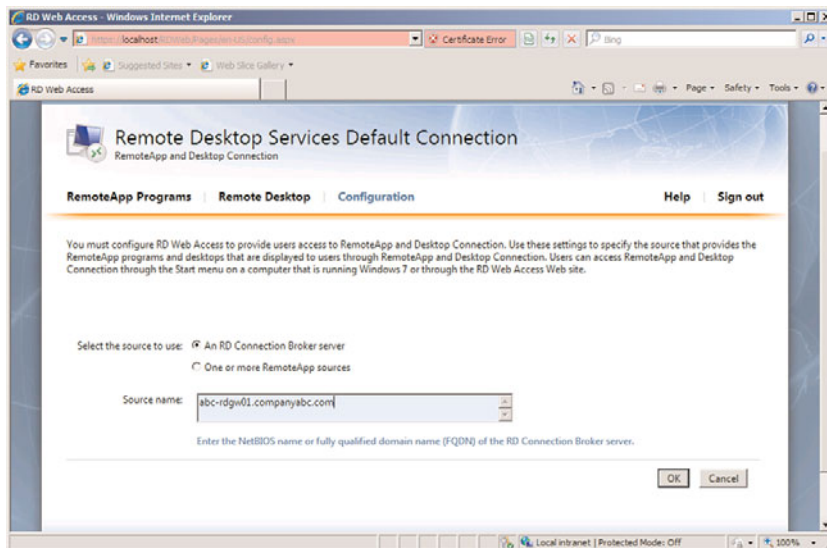 RD Web Access - Windows Internet Explorer
https://localhost/RDWeb/Pages/en-US/config.aspx
Certificate Error
Bing
Favorites
Suggested Sites
Web Slice Gallery
RD Web Access
Page
Safety
Tools
Remote Desktop Services Default Connection
RemoteApp and Desktop Connection
RemoteApp Programs
Remote Desktop
Configuration
Help
Sign out
You must configure RD Web Access to provide users access to RemoteApp and Desktop Connection. Use these settings to specify the source that provides the
RemoteApp programs and desktops that are displayed to users through RemoteApp and Desktop Connection. Users can access RemoteApp and Desktop
Connection through the Start menu on a computer that is running Windows 7 or through the RD Web Access Web site.
Select the source to use:
An RD Connection Broker server
One or more RemoteApp sources
Source name:
abc-rdgw01.companyabc.com
Enter the NetBIOS name or fully qualified domain name (FQDN) of the RD Connection Broker server.
OK
Cancel
Local intranet | Protected Mode: Off
100%